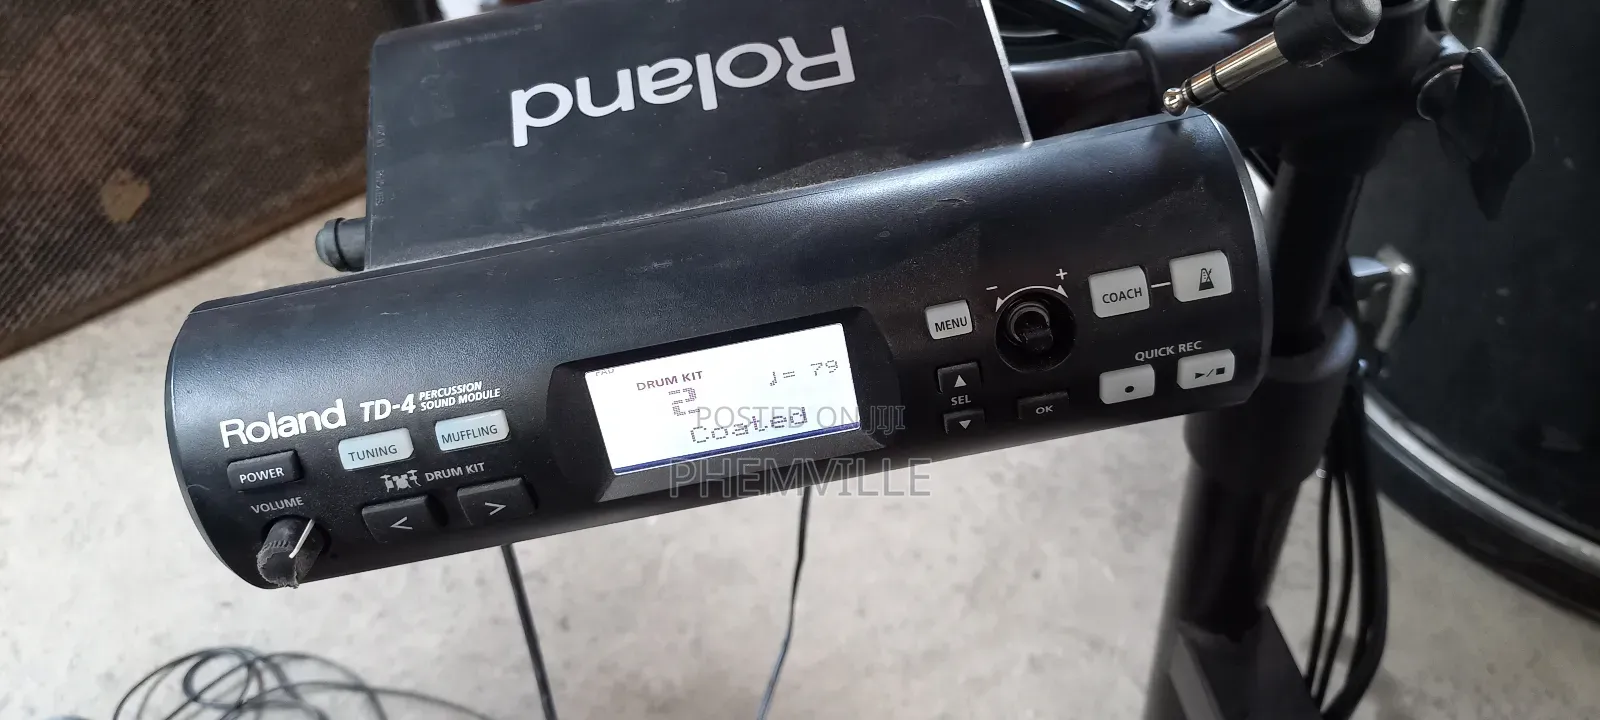 Roland
Roland TD-4 PERCUSSION
SOUND MODULE
POWER
TUNING
MUFFLING
VOLUME
DRUM KIT
<
>
DRUM KIT
♩= 79
2
Coated
MENU
- +
COACH
SEL
OK
QUICK REC
POSTED ON JIJI
PHEMVILLE